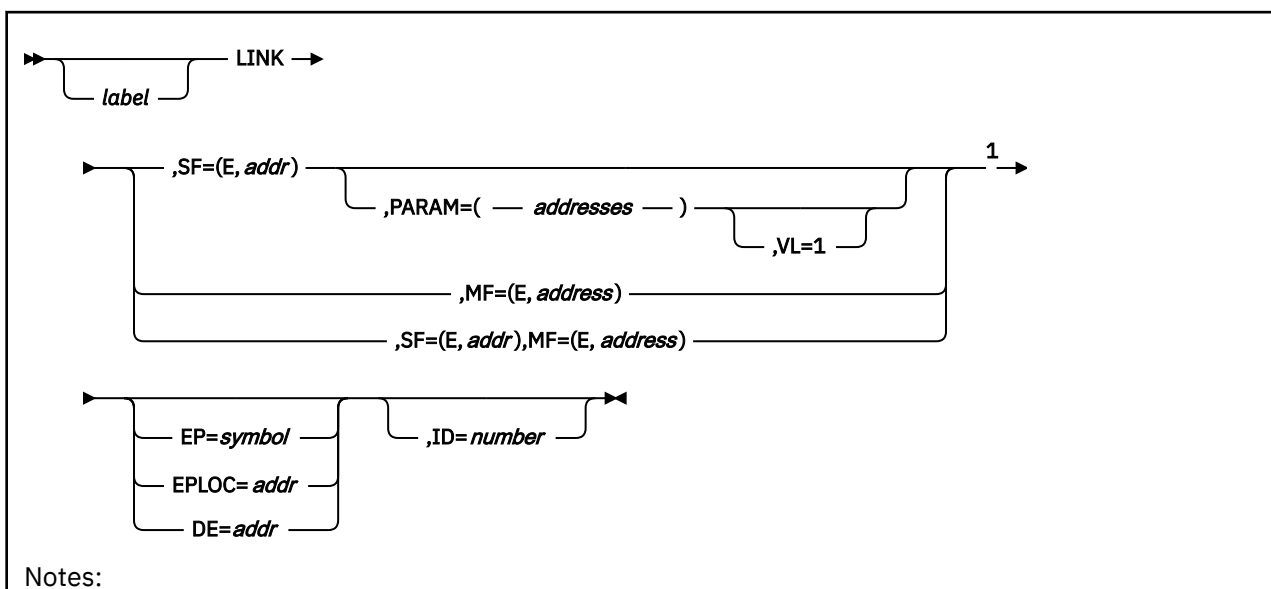 LINK
label
1
,SF=(E, addr)
,PARAM=( addresses )
,VL=1
,MF=(E, address)
,SF=(E, addr),MF=(E, address)
EP=symbol
,ID=number
EPLOC= addr
DE=addr
Notes: